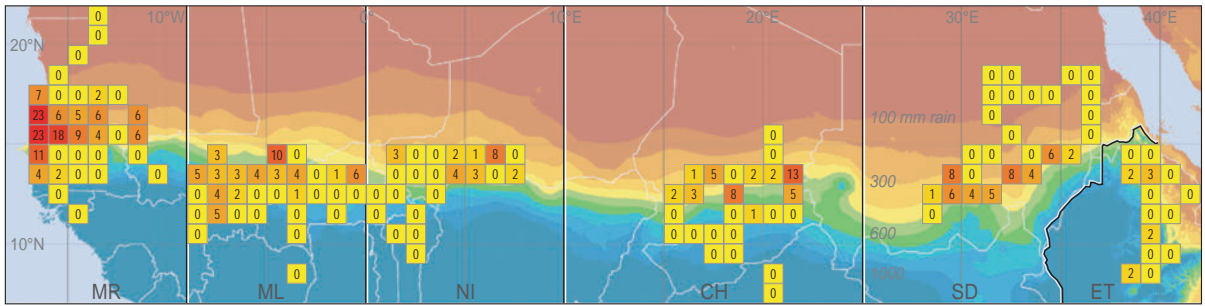 0 10°W 0° 10°E 20°E 30°E 40°E
0
20°N 0
0 0 0 0 0
7 0 0 2 0 0 0 0 0 0
23 6 5 6 6 100 mm rain 0 0
23 18 9 4 0 6 0 0 0
11 0 0 0 3 10 0 3 0 0 2 1 8 0 0 0 0 0 6 2 0 0
4 2 0 0 0 5 3 3 4 3 4 0 1 6 0 0 0 4 3 0 2 1 5 0 2 2 13 300 8 8 4 2 3 0
0 0 4 2 0 0 1 0 0 0 0 0 0 2 3 8 5 1 6 4 5 0 0
0 0 5 0 0 0 0 0 0 0 0 0 1 0 0 0 0 0
10°N 0 0 0 0 0 0 0 0 600 2
0 0 0 0 0
0 0 1000 2 0
MR ML NI CH 0 SD ET